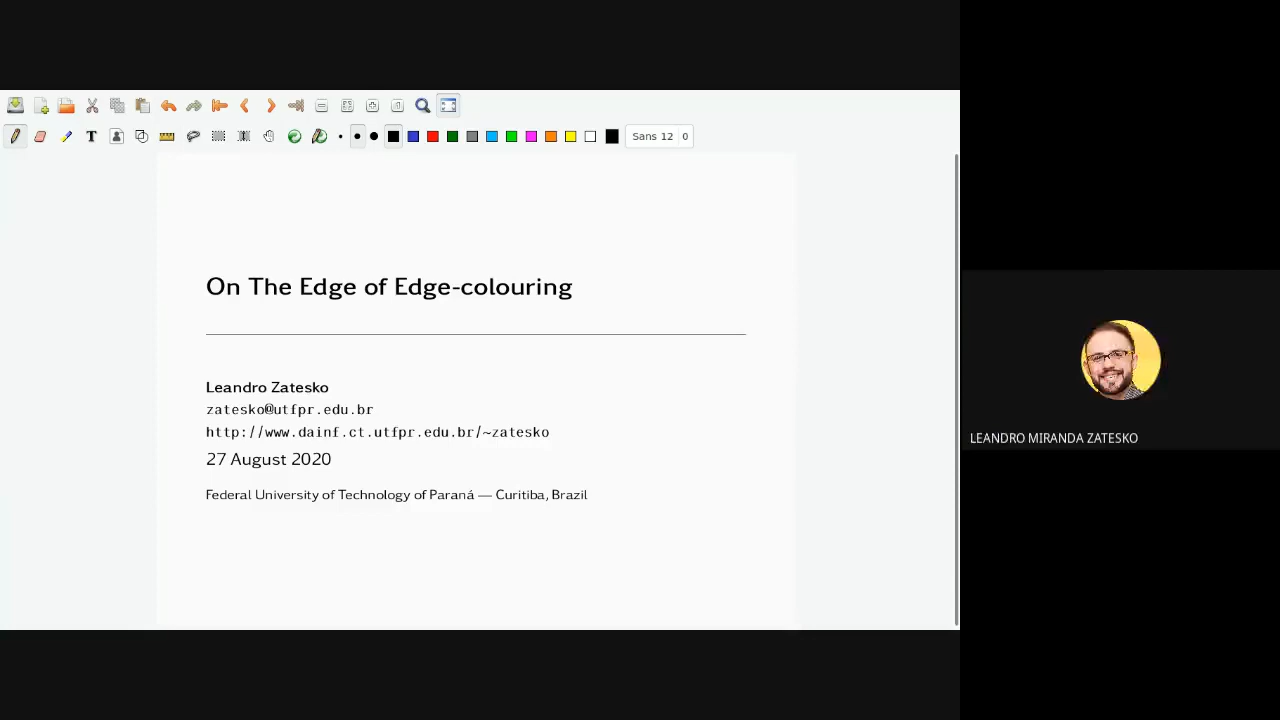 Sans 12 0
On The Edge of Edge-colouring
Leandro Zatesko
zatesko@utfpr.edu.br
http://www.dainf.ct.utfpr.edu.br/~zatesko
27 August 2020
Federal University of Technology of Paraná — Curitiba, Brazil
LEANDRO MIRANDA ZATESKO